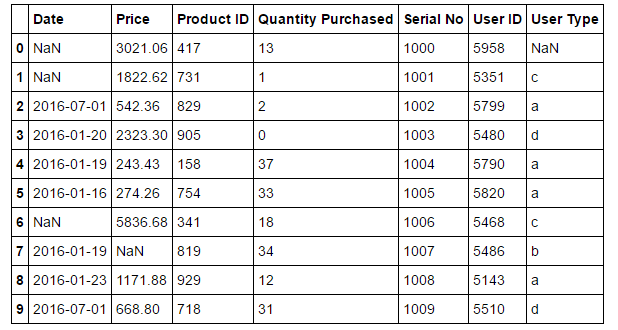 Date Price Product ID Quantity Purchased Serial No User ID User Type
0 NaN 3021.06 417 13 1000 5958 NaN
1 NaN 1822.62 731 1 1001 5351 c
2 2016-07-01 542.36 829 2 1002 5799 a
3 2016-01-20 2323.30 905 0 1003 5480 d
4 2016-01-19 243.43 158 37 1004 5790 a
5 2016-01-16 274.26 754 33 1005 5820 a
6 NaN 5836.68 341 18 1006 5468 c
7 2016-01-19 NaN 819 34 1007 5486 b
8 2016-01-23 1171.88 929 12 1008 5143 a
9 2016-07-01 668.80 718 31 1009 5510 d